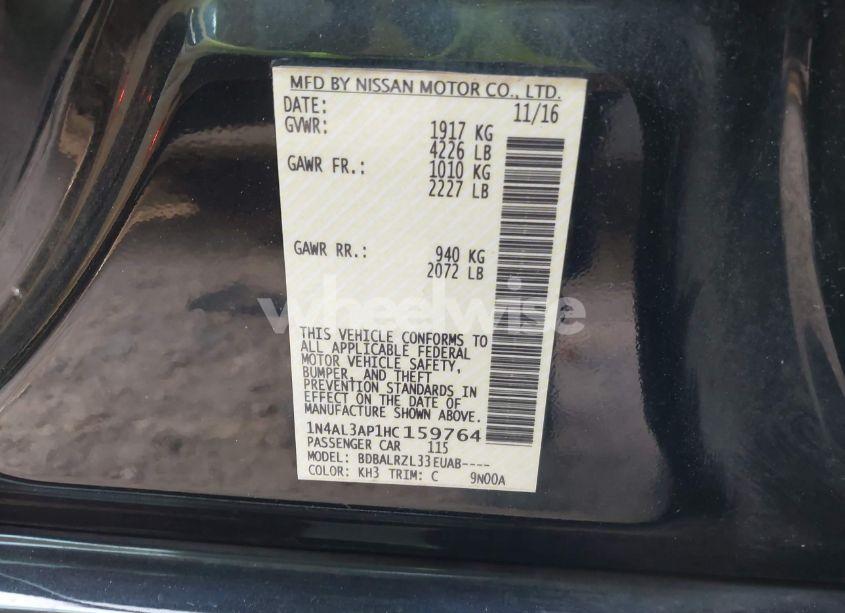 MFD BY NISSAN MOTOR CO., LTD.
DATE: 11/16
GVWR: 1917 KG
4226 LB
GAWR FR.: 1010 KG
2227 LB
GAWR RR.: 940 KG
2072 LB
wheelwise
THIS VEHICLE CONFORMS TO
ALL APPLICABLE FEDERAL
MOTOR VEHICLE SAFETY,
BUMPER, AND THEFT
PREVENTION STANDARDS IN
EFFECT ON THE DATE OF
MANUFACTURE SHOWN ABOVE.
1N4AL3AP1HC159764
PASSENGER CAR 115
MODEL: BDBALRZL33EUAB----
COLOR: KH3 TRIM: C 9N00A